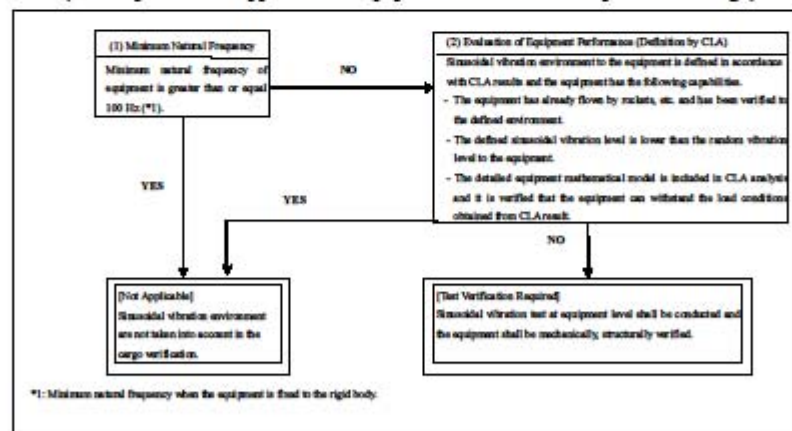 (1) Minimum Natural Frequency
Minimum natural frequency of
equipment is greater than or equal
100 Hz (*1).
NO
(2) Evaluation of Equipment Performance (Definition by CLA)
Sinusoidal vibration environment to the equipment is defined in accordance
with CLA results and the equipment has the following capabilities.
- The equipment has already flown by rockets, etc. and has been verified to
the defined environment.
- The defined sinusoidal vibration level is lower than the random vibration
level to the equipment.
- The detailed equipment mathematical model is included in CLA analysis
and it is verified that the equipment can withstand the load conditions
obtained from CLA result.
YES
YES
NO
[Not Applicable]
Sinusoidal vibration environment
are not taken into account in the
cargo verification.
[Test Verification Required]
Sinusoidal vibration test at equipment level shall be conducted and
the equipment shall be mechanically, structurally verified.
*1: Minimum natural frequency when the equipment is fixed to the rigid body.